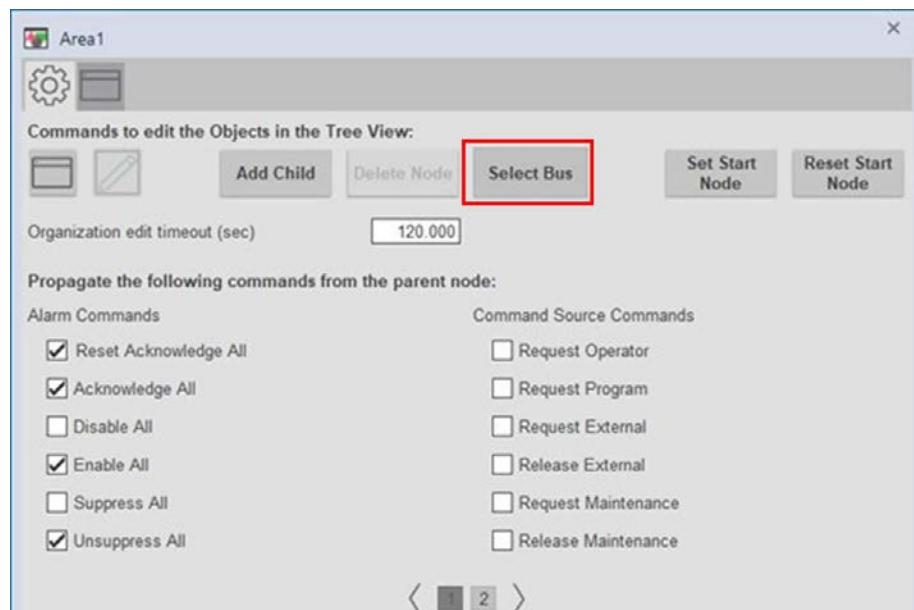 Area1
Commands to edit the Objects in the Tree View:
Add Child
Delete Node
Select Bus
Set Start
Node
Reset Start
Node
Organization edit timeout (sec)
120.000
Propagate the following commands from the parent node:
Alarm Commands
Command Source Commands
Reset Acknowledge All
Request Operator
Acknowledge All
Request Program
Disable All
Request External
Enable All
Release External
Suppress All
Request Maintenance
Unsuppress All
Release Maintenance
1 2